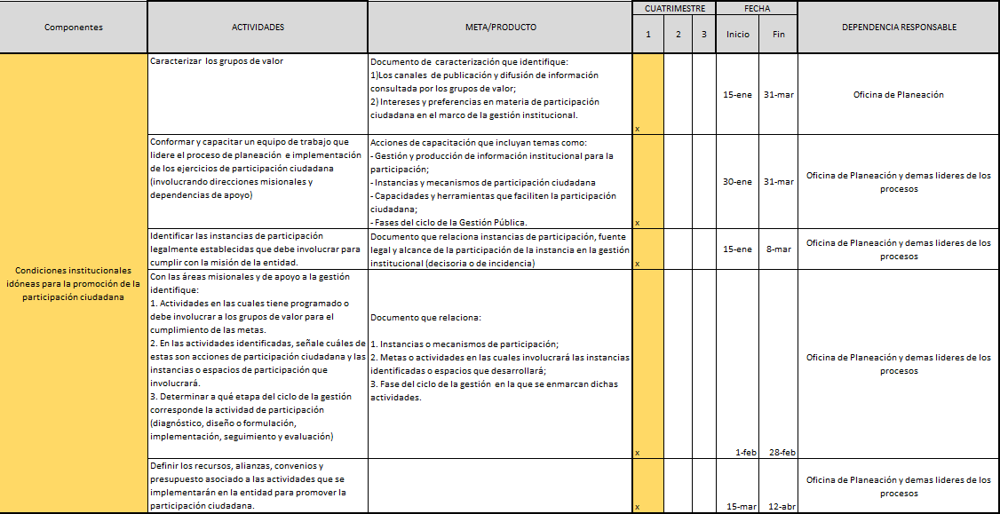 Componentes
ACTIVIDADES
META/PRODUCTO
CUATRIMESTRE
FECHA
DEPENDENCIA RESPONSABLE
1
2
3
Inicio
Fin
Condiciones institucionales
idóneas para la promoción de la
participación ciudadana
Caracterizar los grupos de valor
Documento de caracterización que identifique:
1)Los canales de publicación y difusión de información
consultada por los grupos de valor;
2) Intereses y preferencias en materia de participación
ciudadana en el marco de la gestión institucional.
x
15-ene
31-mar
Oficina de Planeación
Conformar y capacitar un equipo de trabajo que
lidere el proceso de planeación e implementación
de los ejercicios de participación ciudadana
(involucrando direcciones misionales y
dependencias de apoyo)
Acciones de capacitación que incluyan temas como:
- Gestión y producción de información institucional para la
participación;
- Instancias y mecanismos de participación ciudadana
- Capacidades y herramientas que faciliten la participación
ciudadana;
- Fases del ciclo de la Gestión Pública.
x
30-ene
31-mar
Oficina de Planeación y demas lideres de los
procesos
Identificar las instancias de participación
legalmente establecidas que debe involucrar para
cumplir con la misión de la entidad.
Documento que relaciona instancias de participación, fuente
legal y alcance de la participación de la instancia en la gestión
institucional (decisoria o de incidencia)
x
15-ene
8-mar
Oficina de Planeación y demas lideres de los
procesos
Con las áreas misionales y de apoyo a la gestión
identifique:
1. Actividades en las cuales tiene programado o
debe involucrar a los grupos de valor para el
cumplimiento de las metas.
2. En las actividades identificadas, señale cuáles de
estas son acciones de participación ciudadana y las
instancias o espacios de participación que
involucrará.
3. Determinar a qué etapa del ciclo de la gestión
corresponde la actividad de participación
(diagnóstico, diseño o formulación,
implementación, seguimiento y evaluación)
Documento que relaciona:
1. Instancias o mecanismos de participación;
2. Metas o actividades en las cuales involucrará las instancias
identificadas o espacios que desarrollará;
3. Fase del ciclo de la gestión en la que se enmarcan dichas
actividades.
x
1-feb
28-feb
Oficina de Planeación y demas lideres de los
procesos
Definir los recursos, alianzas, convenios y
presupuesto asociado a las actividades que se
implementarán en la entidad para promover la
participación ciudadana.
x
15-mar
12-abr
Oficina de Planeación y demas lideres de los
procesos